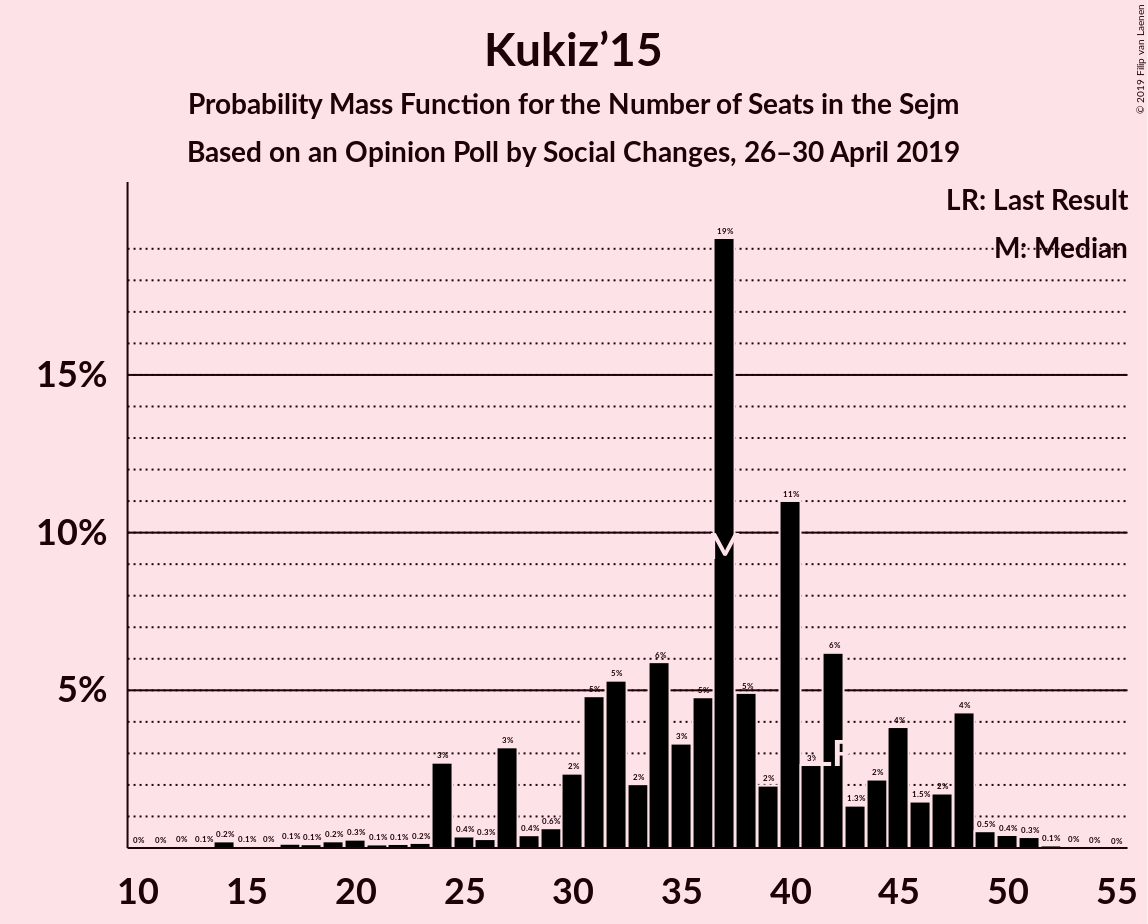 © 2019 Filip van Laenen
Kukiz’15
Probability Mass Function for the Number of Seats in the Sejm
Based on an Opinion Poll by Social Changes, 26–30 April 2019
LR: Last Result
M: Median
15%
10%
5%
0% 0% 0% 0.1% 0.2% 0.1% 0% 0.1% 0.1% 0.2% 0.3% 0.1% 0.1% 0.2% 3% 0.4% 0.3% 3% 0.4% 0.6% 2% 5% 5% 2% 6% 3% 5% 19% 5% 2% 11% 3% 6% 1.3% 2% 4% 1.5% 2% 4% 0.5% 0.4% 0.3% 0.1% 0% 0% 0%
M
LR
10 15 20 25 30 35 40 45 50 55